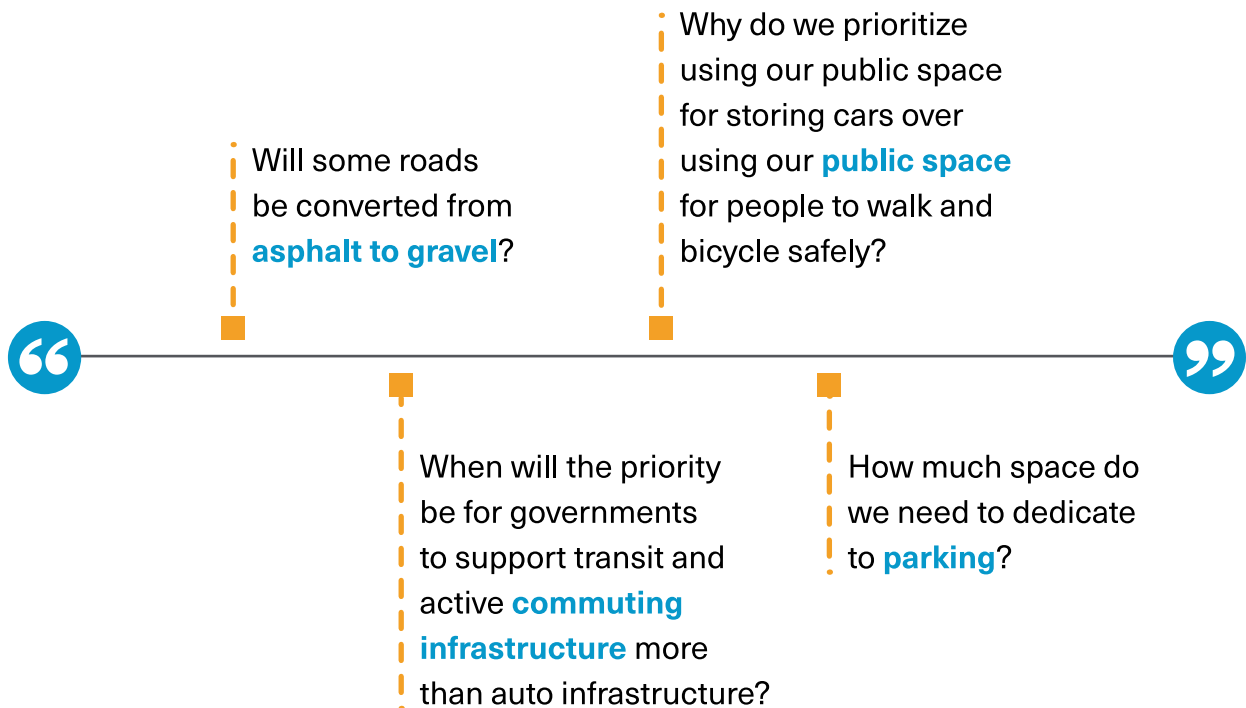 “
Will some roads
be converted from
asphalt to gravel?
When will the priority
be for governments
to support transit and
active commuting
infrastructure more
than auto infrastructure?
Why do we prioritize
using our public space
for storing cars over
using our public space
for people to walk and
bicycle safely?
How much space do
we need to dedicate
to parking?
”